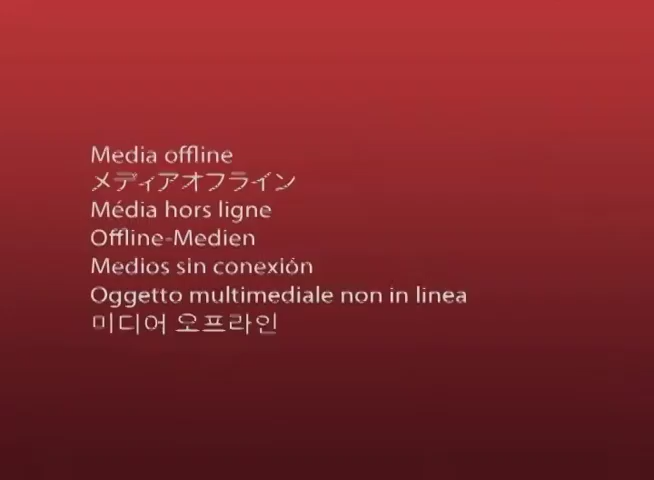 Media offline
メディアオフライン
Média hors ligne
Offline-Medien
Medios sin conexión
Oggetto multimediale non in linea
미디어 오프라인